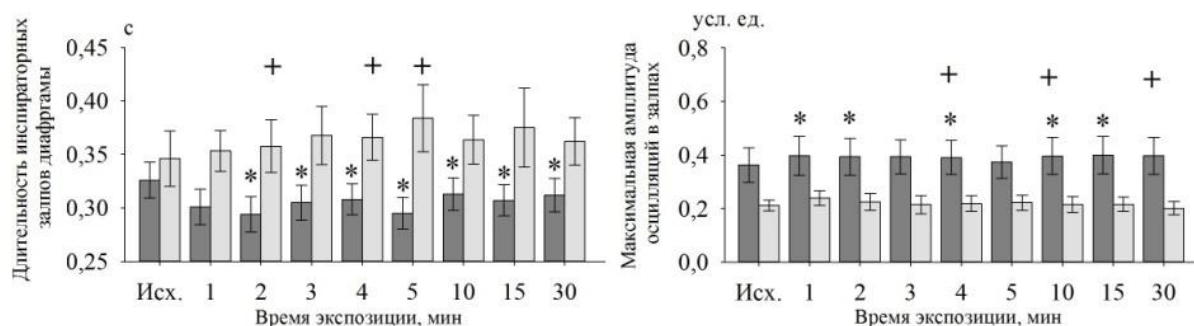 Длительность инспираторных
залпов диафргамы
с
0,45
0,40
0,35
0,30
0,25
+ + +
* * * * * * *
Исх. 1 2 3 4 5 10 15 30
Время экспозиции, мин
Максимальная амплитуда
осцилляций в залпах
усл. ед.
0,8
0,6
0,4
0,2
0,0
+ + +
* * * * *
Исх. 1 2 3 4 5 10 15 30
Время экспозиции, мин